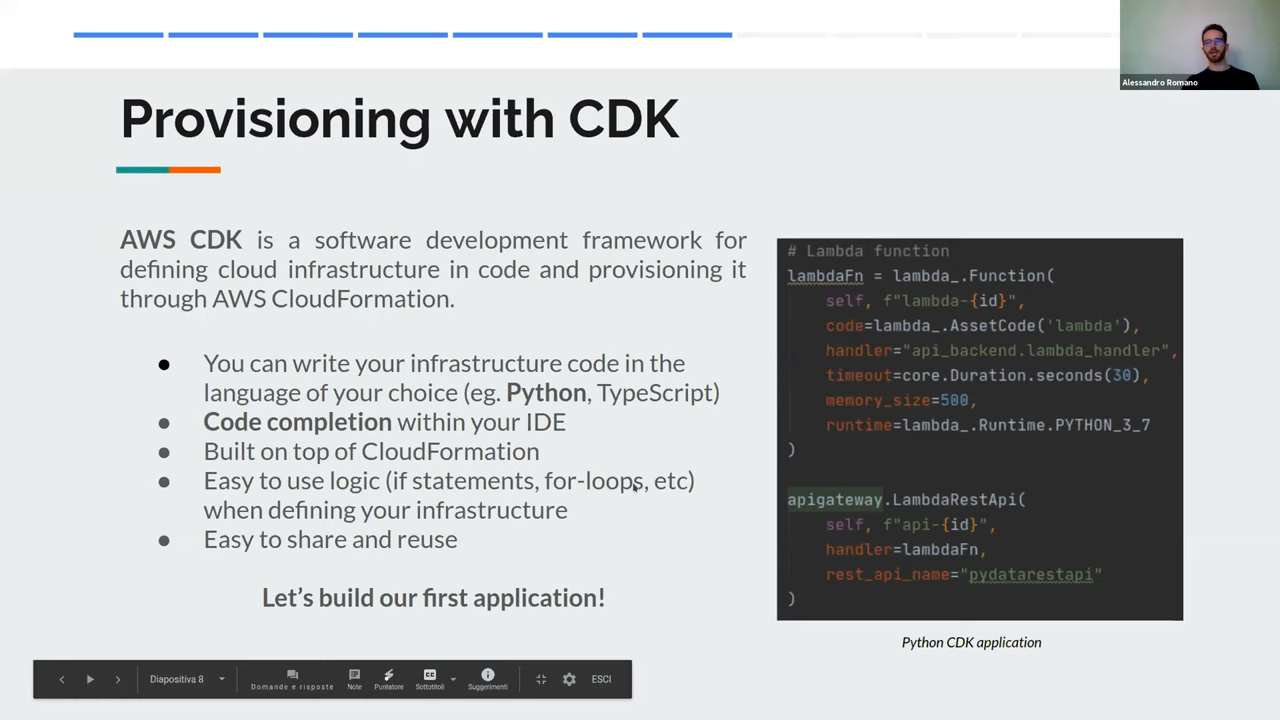 Alessandro Romano
Provisioning with CDK
AWS CDK is a software development framework for
defining cloud infrastructure in code and provisioning it
through AWS CloudFormation.
● You can write your infrastructure code in the
language of your choice (eg. Python, TypeScript)
● Code completion within your IDE
● Built on top of CloudFormation
● Easy to use logic (if statements, for-loops, etc)
when defining your infrastructure
● Easy to share and reuse
Let's build our first application!
# Lambda function
lambdaFn = lambda_.Function(
self, f"lambda-{id}",
code=lambda_.AssetCode('lambda'),
handler="api_backend.lambda_handler",
timeout=core.Duration.seconds(30),
memory_size=500,
runtime=lambda_.Runtime.PYTHON_3_7
)
apigateway.LambdaRestApi(
self, f"api-{id}",
handler=lambdaFn,
rest_api_name="pydatarestapi"
)
Python CDK application
Diapositiva 8
Domande e risposte
Note
Puntatore
CC
Sottotitoli
Suggerimenti
ESCI